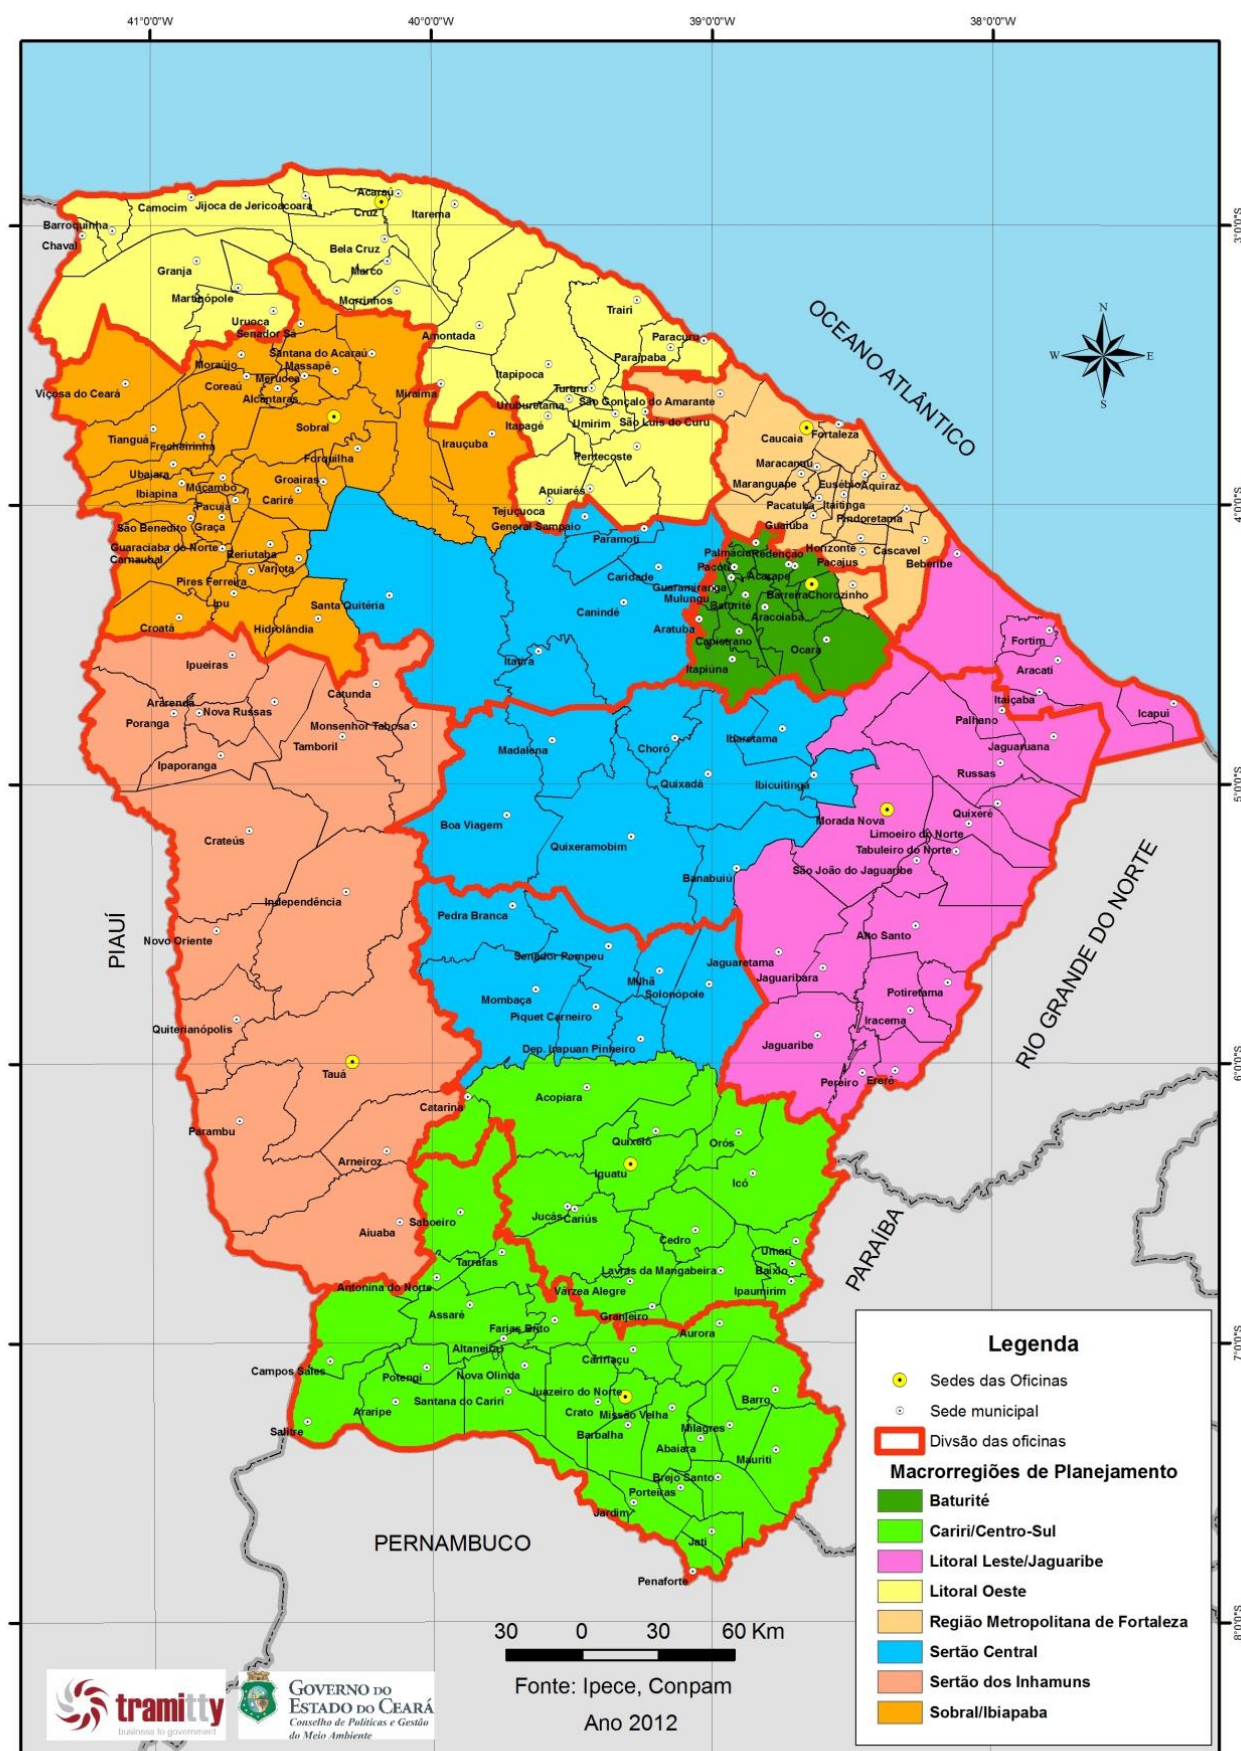 41°0'0"W
40°0'0"W
39°0'0"W
38°0'0"W
Acaraú
Camocim
Jijoca de Jericoacoara
Cruz
Itarema
Barroquinha
3°0'0"S
Chaval
Bela Cruz
Granja
Marco
Martinópole
Morrinhos
Trairi
OCEANO ATLÂNTICO
N
W
E
S
Uruoca
Senador Sá
Amontada
Paracuru
Paraipaba
Santana do Acaraú
Moraújo
Massapê
Itapipoca
Coreaú
Meruoca
Viçosa do Ceará
Alcântaras
Miraíma
Tururu
Uruburetama
São Gonçalo do Amarante
Itapagé
Umirim
São Luis do Curu
Sobral
Tianguá
Frecheirinha
Irauçuba
Caucaia
Fortaleza
Forquilha
Pentecoste
Maracanaú
Ubajara
Groairas
Maranguape
Eusébio
Aquiraz
Ibiapina
Mucambo
Cariré
Apuiarés
Pacatuba
Itaitinga
Pacujá
Tejuçuoca
4°0'0"S
São Benedito
Graça
General Sampaio
Guaiúba
Pindoretama
Paramoti
Guaraciaba do Norte
Reriutaba
Palmácia
Redenção
Horizonte
Cascavel
Carnaubal
Varjota
Pacoti
Pacajus
Beberibe
Pires Ferreira
Caridade
Acarape
Guaramiranga
Ipu
Mulungu
Barreira
Chorozinho
Santa Quitéria
Canindé
Baturité
Aracoiaba
Croatá
Hidrolândia
Aratuba
Capistrano
Fortim
Ocara
Ipueiras
Itatira
Itapiúna
Aracati
Catunda
Ararendá
Itaiçaba
Nova Russas
Icapui
Poranga
Monsenhor Tabosa
Palhano
Tamboril
Madalena
Choró
Ibaretama
Jaguaruana
Ipaporanga
Russas
Quixadá
Ibicuitinga
5°0'0"S
Boa Viagem
Morada Nova
Quixeré
Crateús
Limoeiro do Norte
Quixeramobim
Tabuleiro do Norte
Banabuiú
São João do Jaguaribe
PIAUÍ
Independência
RIO GRANDE DO NORTE
Pedra Branca
Novo Oriente
Alto Santo
Senador Pompeu
Jaguaretama
Jaguaribara
Milhã
Solonópole
Mombaça
Potiretama
Piquet Carneiro
Iracema
Quiterianópolis
Dep. Irapuan Pinheiro
Jaguaribe
6°0'0"S
Tauá
Pereiro
Ererê
Acopiara
Catarina
Parambu
Quixelô
Orós
Arneiroz
Iguatu
Icó
Jucás
Cariús
Saboeiro
Aiuaba
Cedro
Umari
PARAÍBA
Tarrafas
Lavras da Mangabeira
Baixio
Antonina do Norte
Várzea Alegre
Ipaumirim
Assaré
Granjeiro
Farias Brito
Aurora
7°0'0"S
Altaneira
Caririaçu
Campos Sales
Potengi
Nova Olinda
Juazeiro do Norte
Santana do Cariri
Barro
Araripe
Crato
Missão Velha
Salitre
Barbalha
Milagres
Abaiara
Mauriti
Brejo Santo
Porteiras
Jardim
Jati
PERNAMBUCO
Penaforte
8°0'0"S
Legenda
Sedes das Oficinas
Sede municipal
Divsão das oficinas
Macrorregiões de Planejamento
Baturité
Cariri/Centro-Sul
Litoral Leste/Jaguaribe
Litoral Oeste
Região Metropolitana de Fortaleza
Sertão Central
Sertão dos Inhamuns
Sobral/Ibiapaba
30 0 30 60 Km
Fonte: Ipece, Conpam
Ano 2012
tramitty
business to government
GOVERNO DO
ESTADO DO CEARÁ
Conselho de Políticas e Gestão
do Meio Ambiente